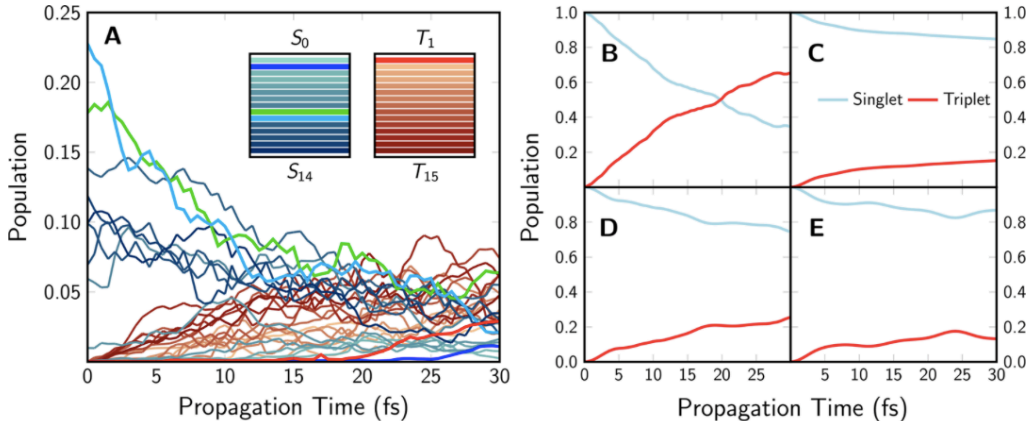 A
S0
T1
S14
T15
0.25
0.20
0.15
0.10
0.05
Population
0 5 10 15 20 25 30
Propagation Time (fs)
B
C
D
E
Singlet
Triplet
1.0
0.8
0.6
0.4
0.2
0.8
0.6
0.4
0.2
0.0
Population
1.0
0.8
0.6
0.4
0.2
0.8
0.6
0.4
0.2
0.0
0 5 10 15 20 25
5 10 15 20 25 30
Propagation Time (fs)